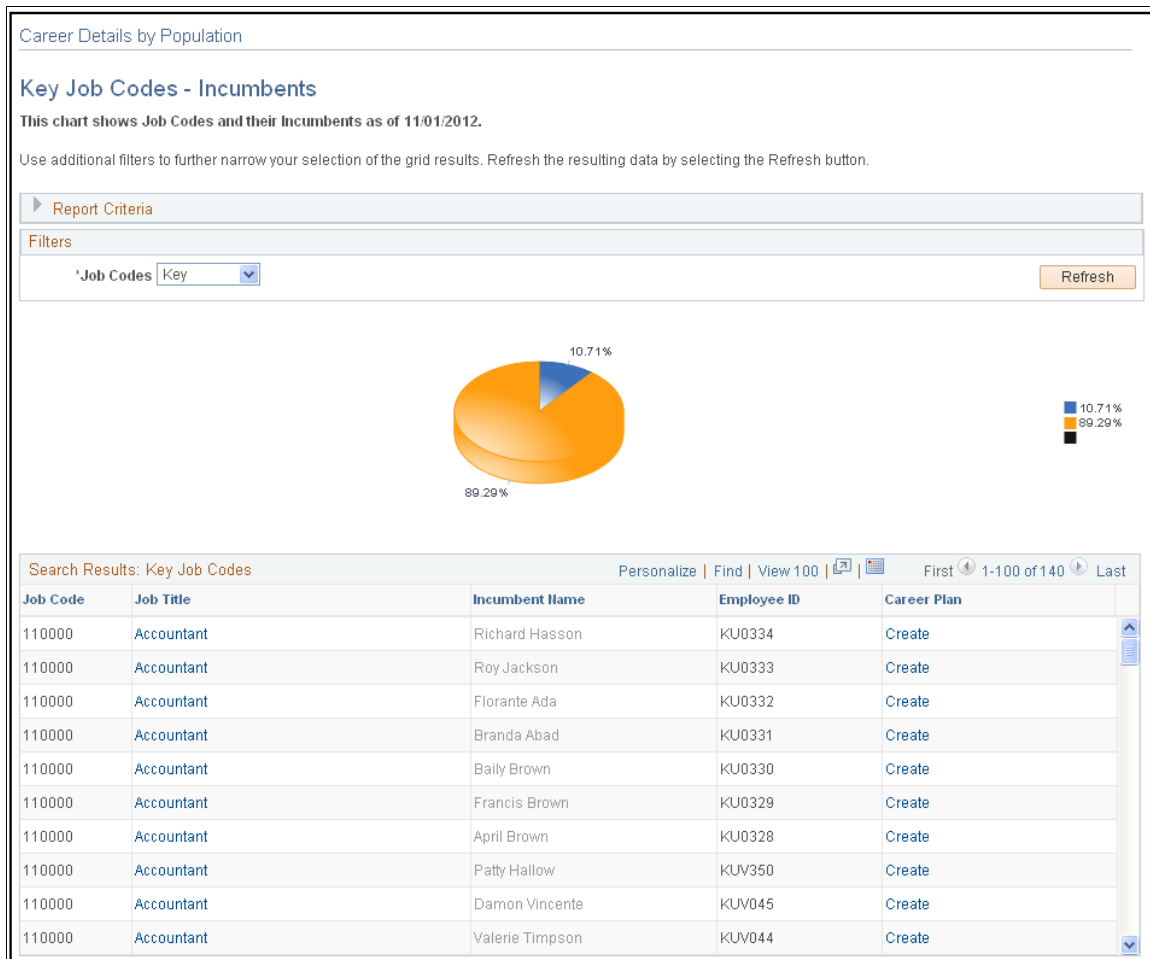 Career Details by Population
Key Job Codes - Incumbents
This chart shows Job Codes and their Incumbents as of 11/01/2012.
Use additional filters to further narrow your selection of the grid results. Refresh the resulting data by selecting the Refresh button.
Report Criteria
Filters
*Job Codes Key Refresh
10.71%
10.71%
89.29%
89.29%
Search Results: Key Job Codes Personalize | Find | View 100 | | First 1-100 of 140 Last
Job Code Job Title Incumbent Name Employee ID Career Plan
110000 Accountant Richard Hasson KU0334 Create
110000 Accountant Roy Jackson KU0333 Create
110000 Accountant Florante Ada KU0332 Create
110000 Accountant Branda Abad KU0331 Create
110000 Accountant Baily Brown KU0330 Create
110000 Accountant Francis Brown KU0329 Create
110000 Accountant April Brown KU0328 Create
110000 Accountant Patty Hallow KUV350 Create
110000 Accountant Damon Vincente KUV045 Create
110000 Accountant Valerie Timpson KUV044 Create